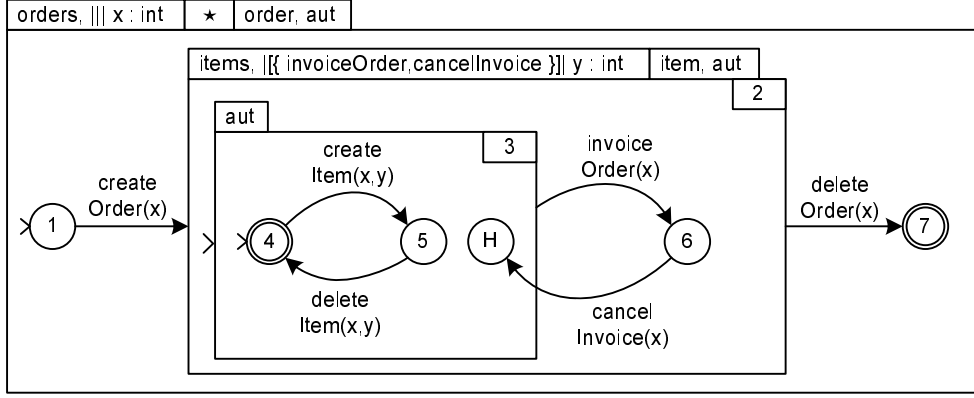 orders, ||| x : int ★ order, aut
items, |[{ invoiceOrder,cancelInvoice }]| y : int item, aut
2
aut
3
create
Item(x,y)
invoice
Order(x)
create
Order(x)
delete
Order(x)
1
4
5
H
6
7
delete
Item(x,y)
cancel
Invoice(x)